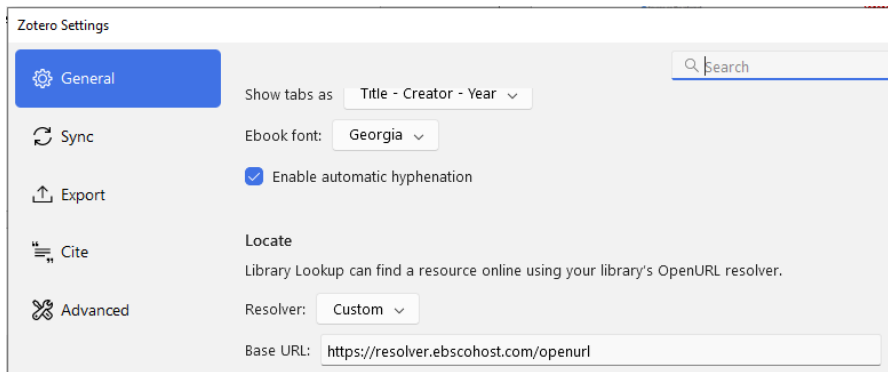 Zotero Settings
General
Search
Show tabs as Title - Creator - Year
Sync
Ebook font: Georgia
Enable automatic hyphenation
Export
Locate
Cite
Library Lookup can find a resource online using your library's OpenURL resolver.
Advanced
Resolver: Custom
Base URL: https://resolver.ebscohost.com/openurl